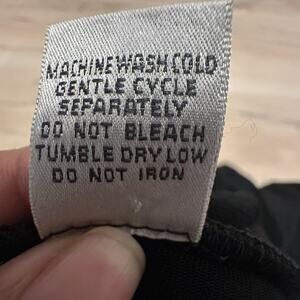 MACHINE WASH COLD
GENTLE CYCLE
SEPARATELY
DO NOT BLEACH
TUMBLE DRY LOW
DO NOT IRON